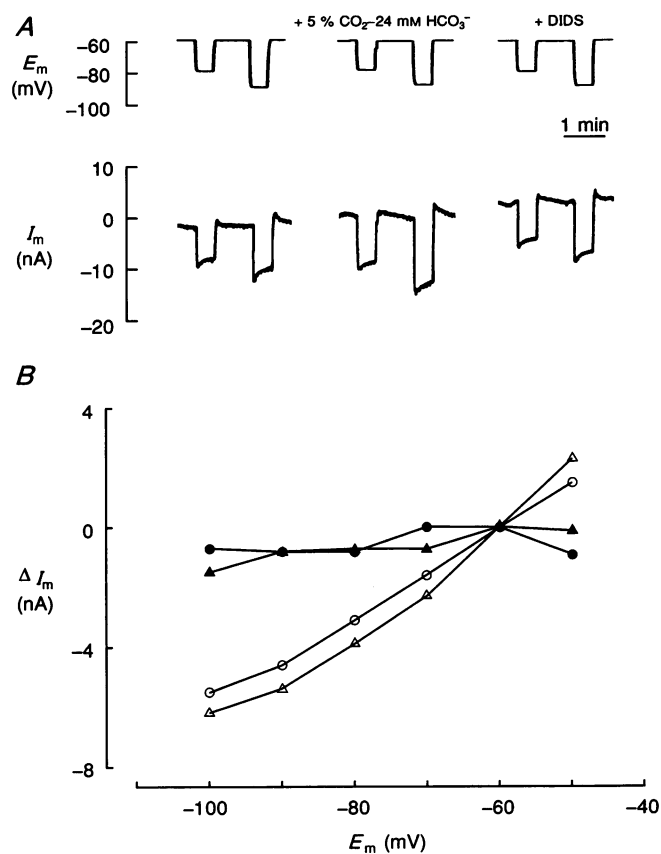 A
+ 5 % CO₂–24 mM HCO₃⁻
+ DIDS
Eₘ
(mV)
−60
−80
−100
1 min
Iₘ
(nA)
10
0
−10
−20
B
Δ Iₘ
(nA)
4
0
−4
−8
−100
−80
−60
−40
Eₘ (mV)